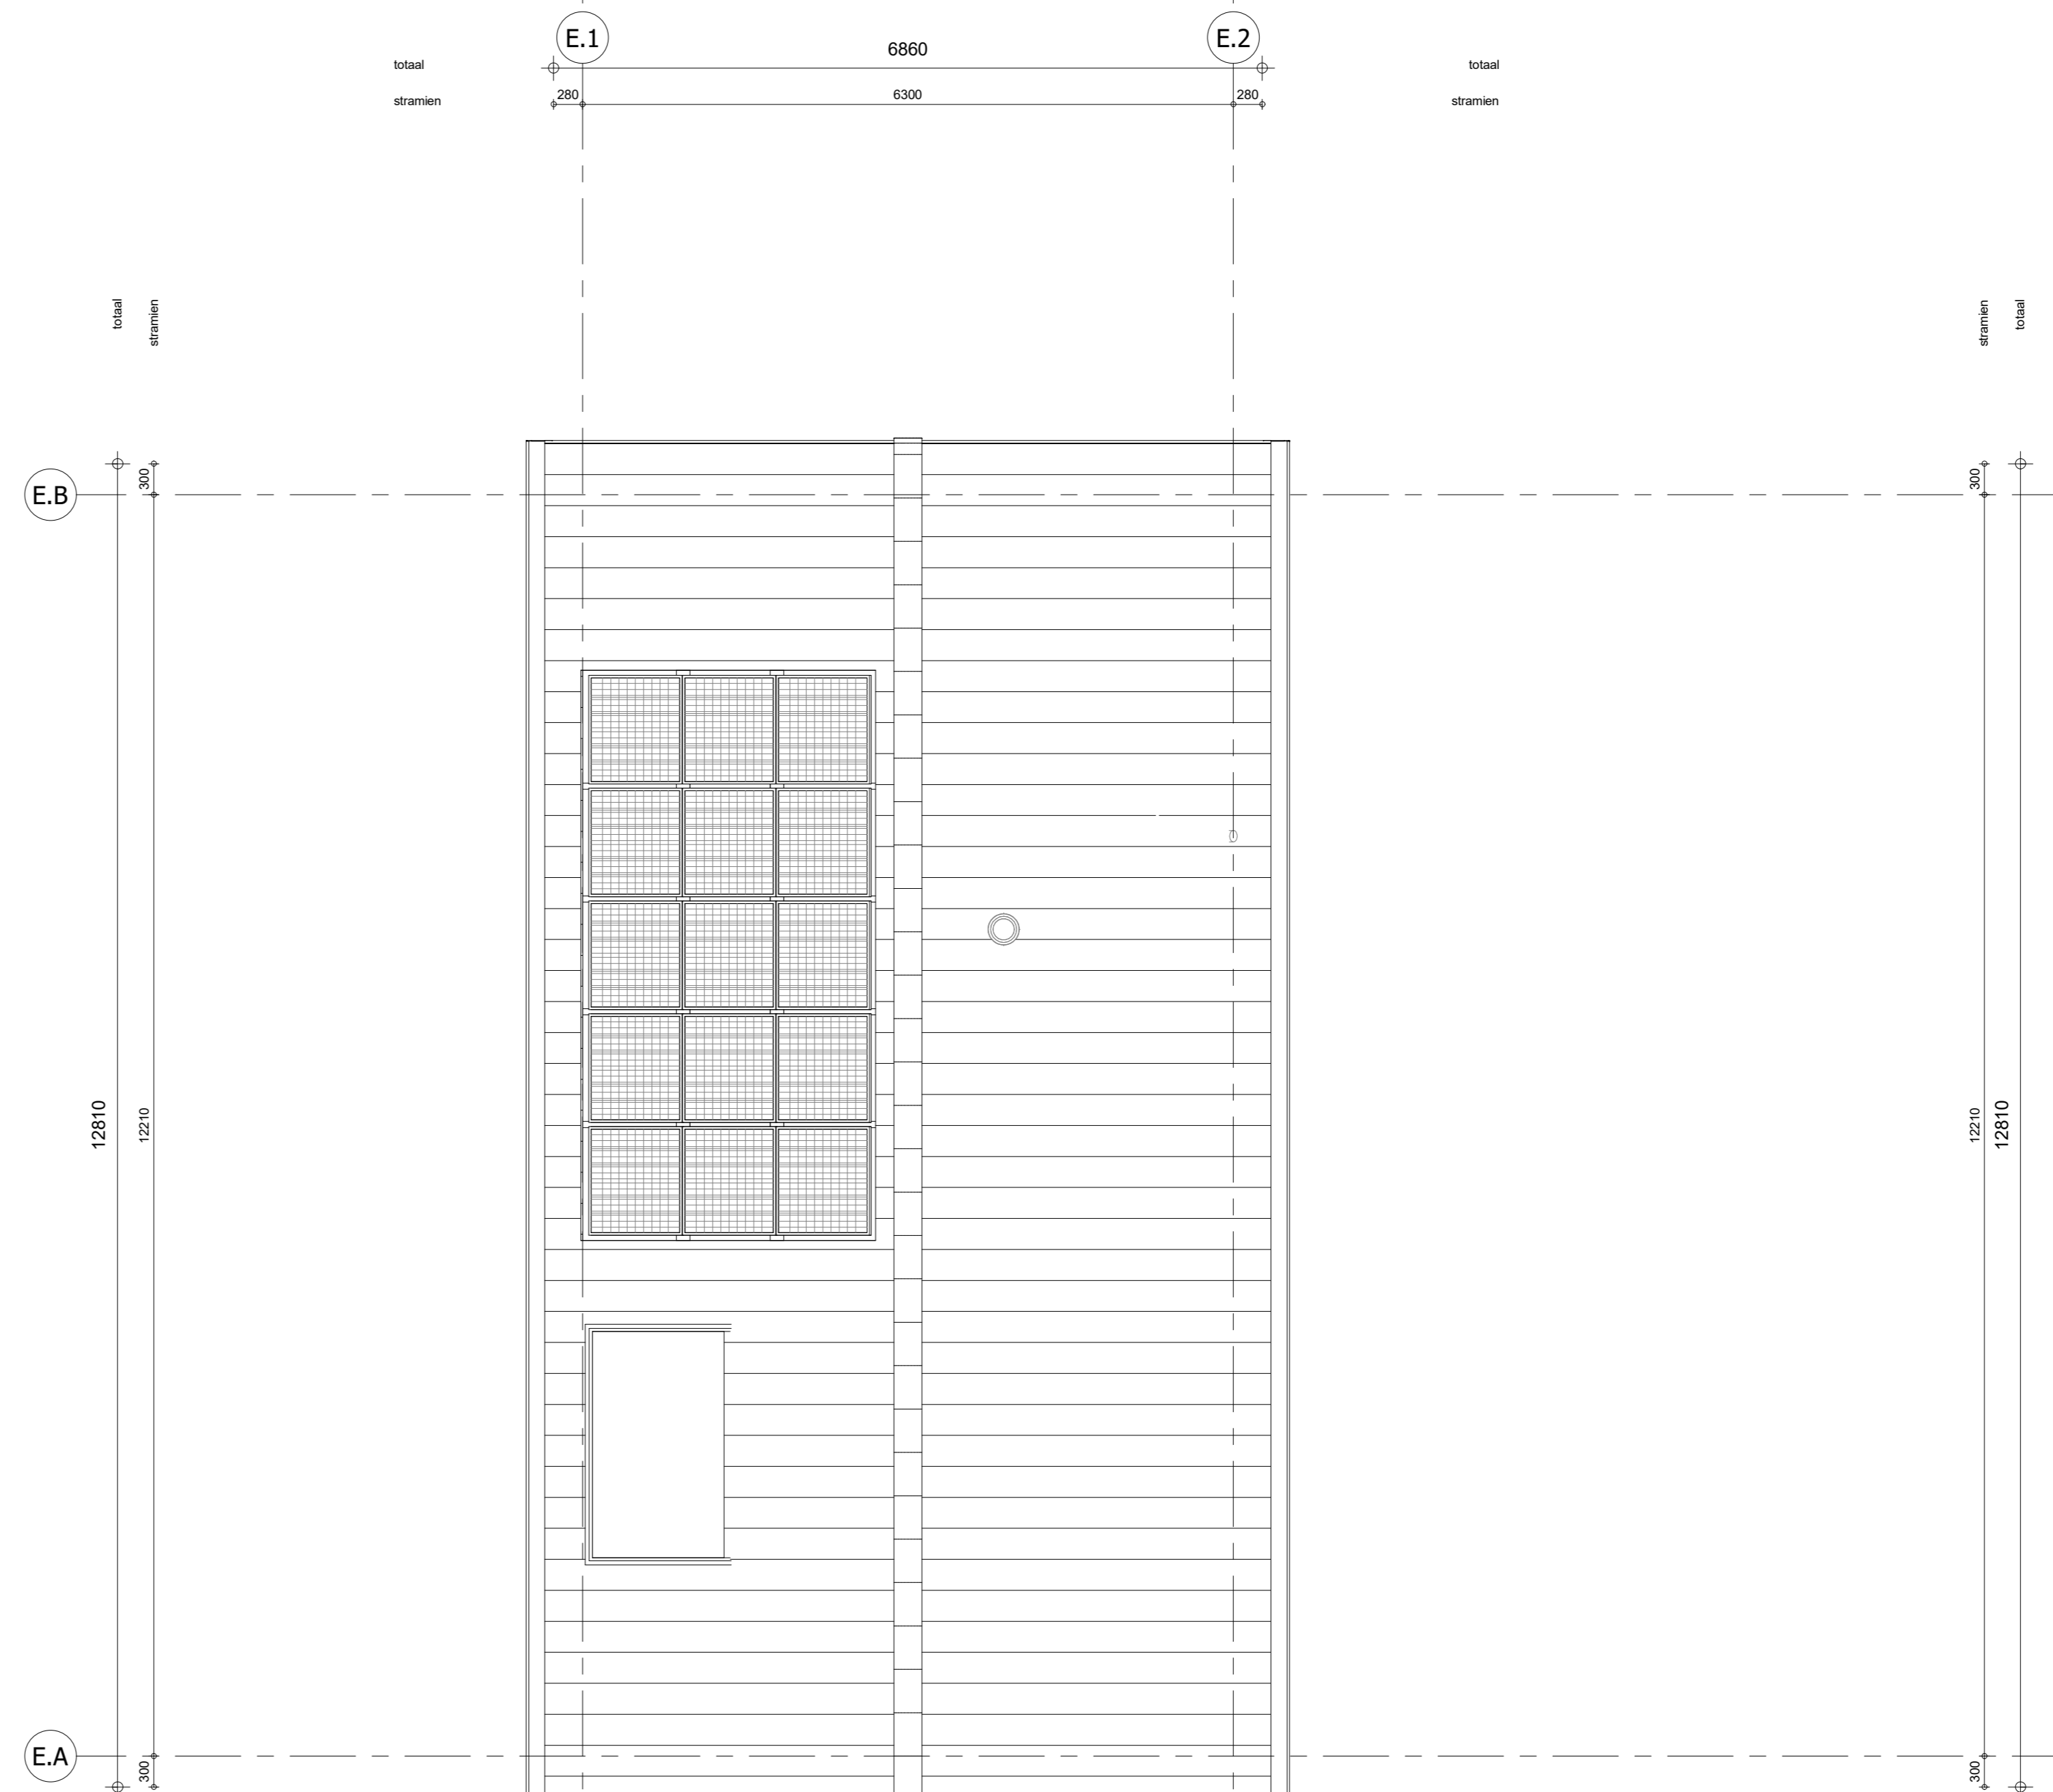 E.1
E.2
totaal
6860
totaal
stramien
280
6300
280
stramien
totaal
stramien
stramien
totaal
300
300
E.B
12810
12210
12210
12810
E.A
300
300